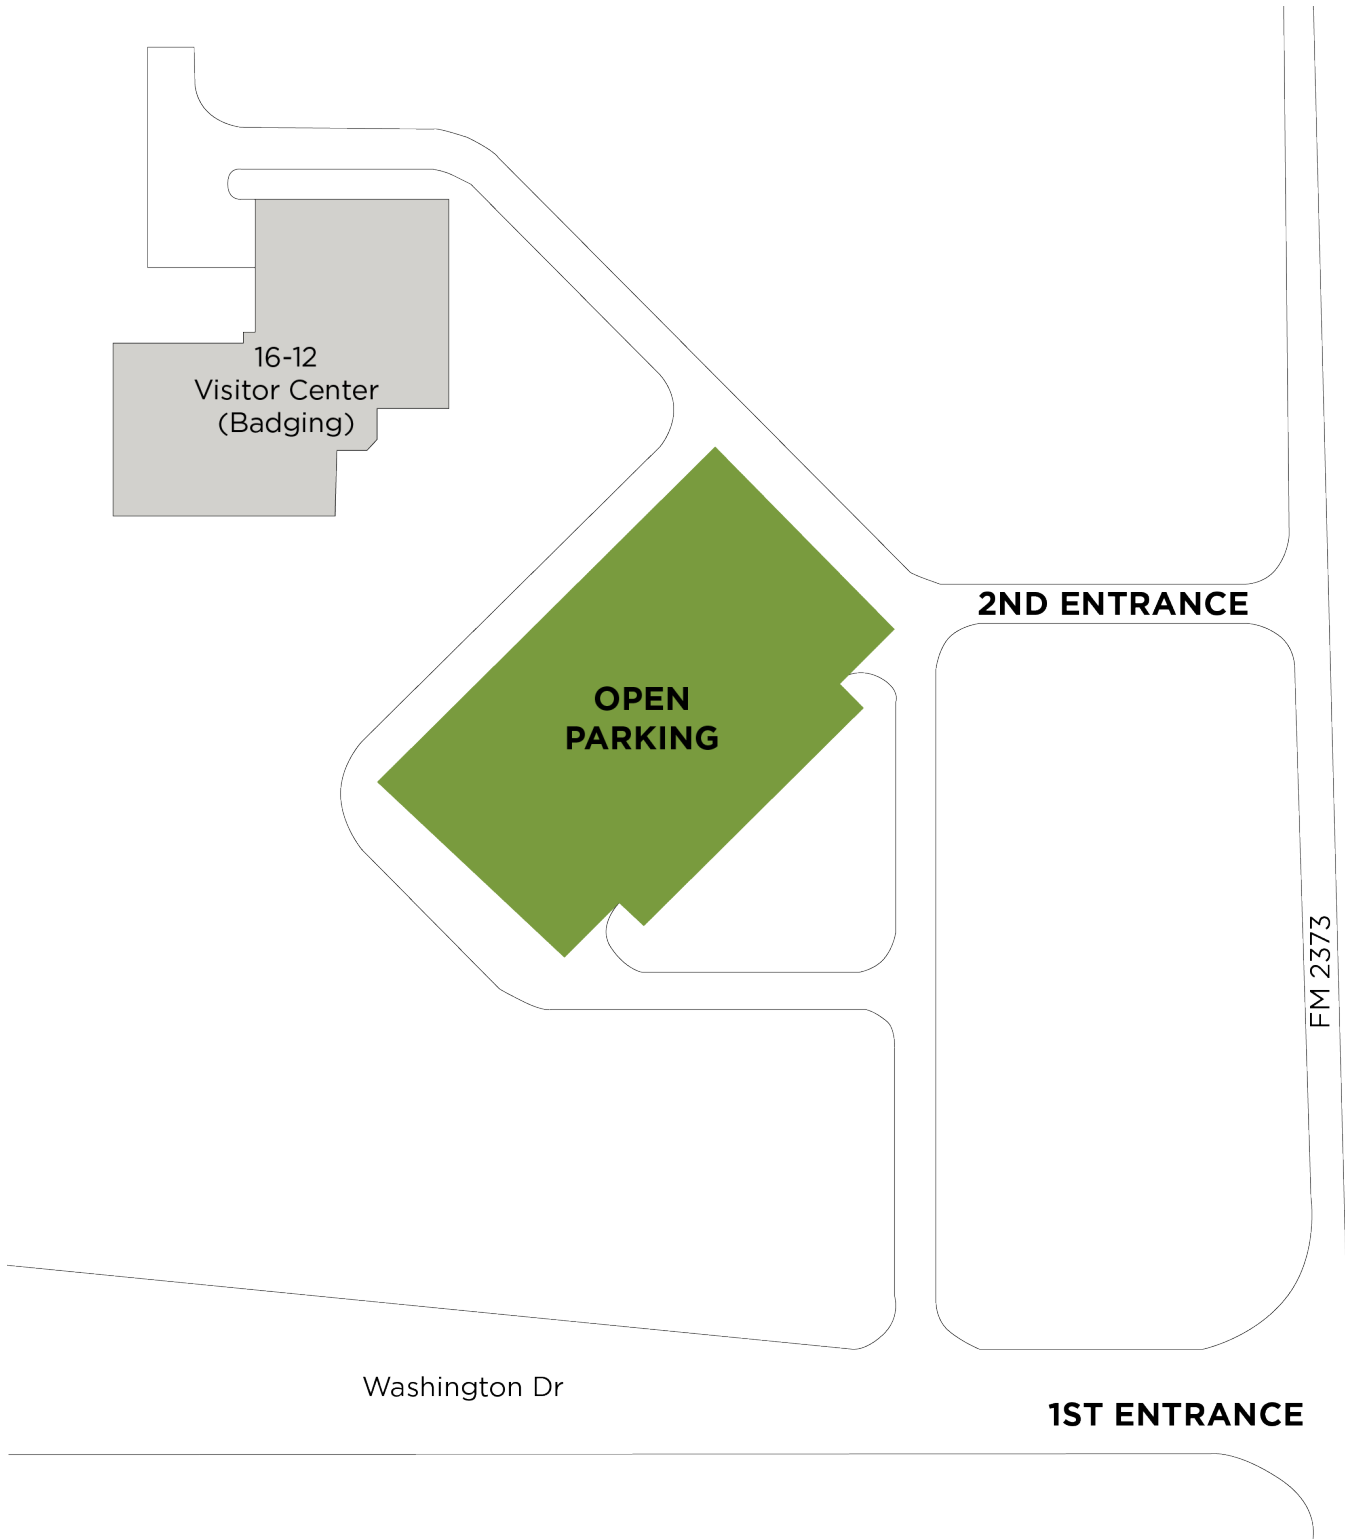 16-12
Visitor Center
(Badging)
2ND ENTRANCE
OPEN
PARKING
FM 2373
Washington Dr
1ST ENTRANCE